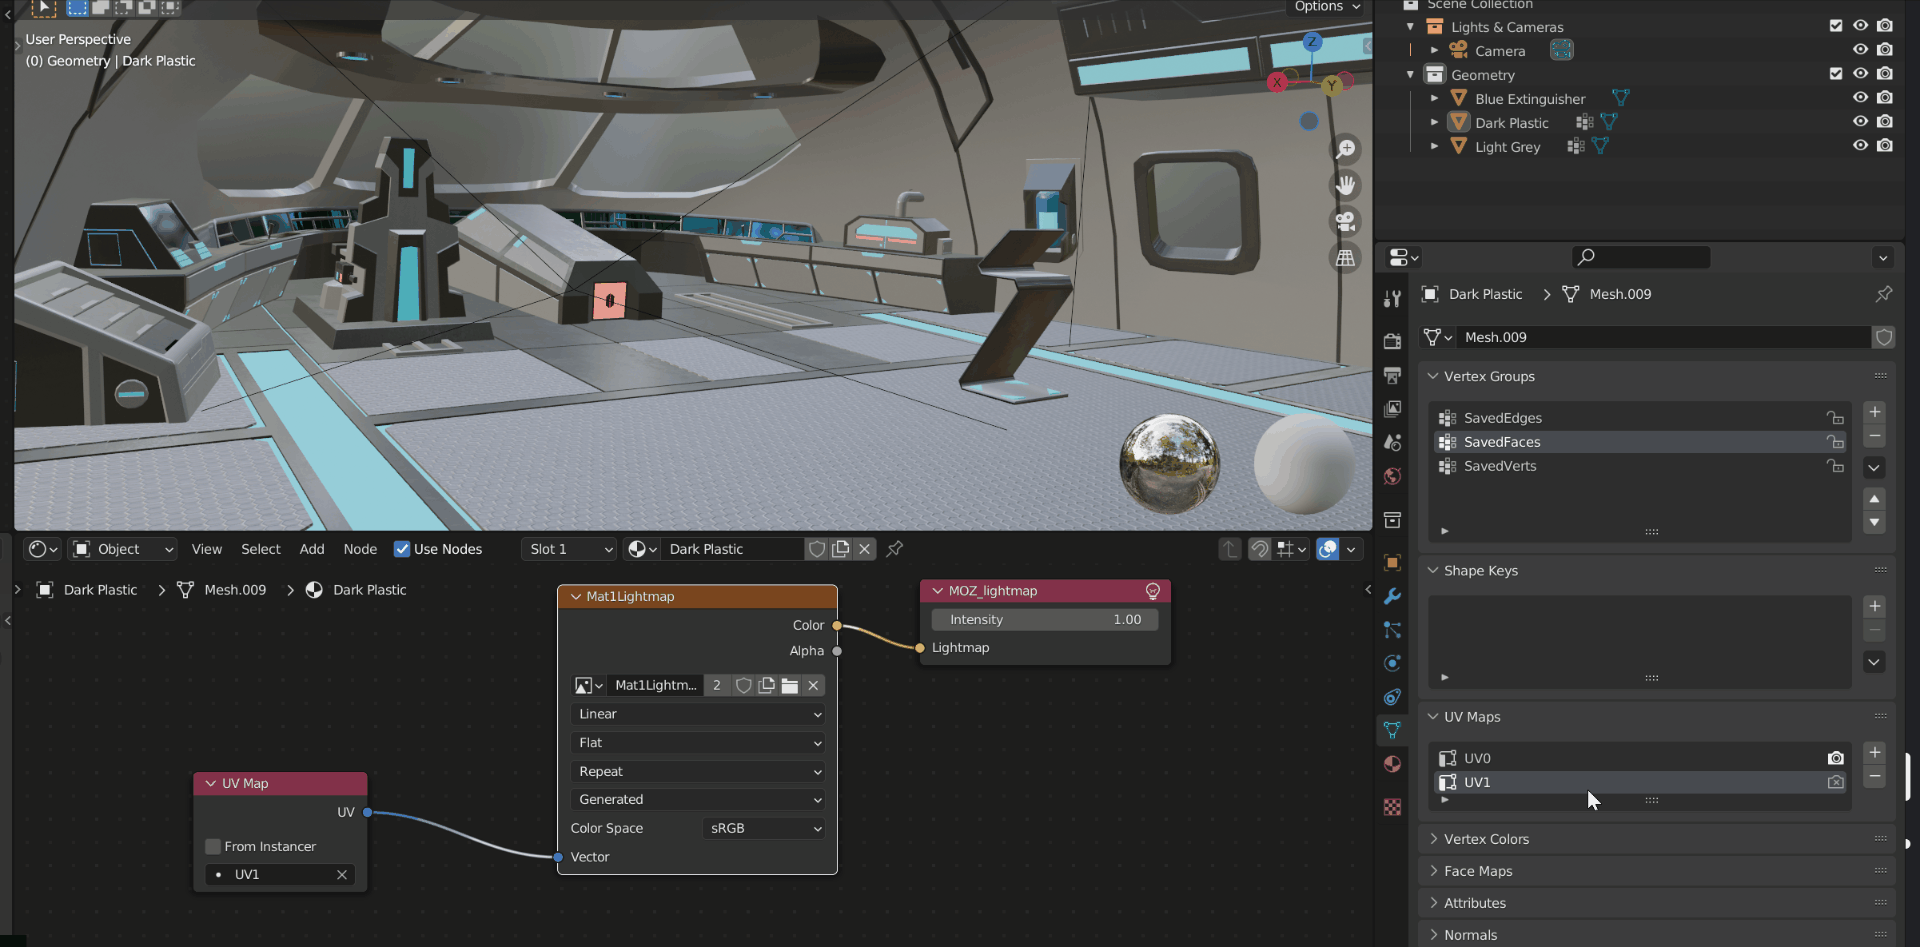 Options
User Perspective
(0) Geometry | Dark Plastic
Z
X
Y
Scene Collection
Lights & Cameras
Camera
Geometry
Blue Extinguisher
Dark Plastic
Light Grey
Dark Plastic
Mesh.009
Mesh.009
Vertex Groups
SavedEdges
SavedFaces
SavedVerts
Shape Keys
UV Maps
UV0
UV1
Vertex Colors
Face Maps
Attributes
Normals
Object View Select Add Node Use Nodes Slot 1 Dark Plastic
Dark Plastic Mesh.009 Dark Plastic
UV Map
UV
From Instancer
UV1
Mat1Lightmap
Color
Alpha
Mat1Lightm... 2
Linear
Flat
Repeat
Generated
Color Space sRGB
Vector
MOZ_lightmap
Intensity 1.00
Lightmap